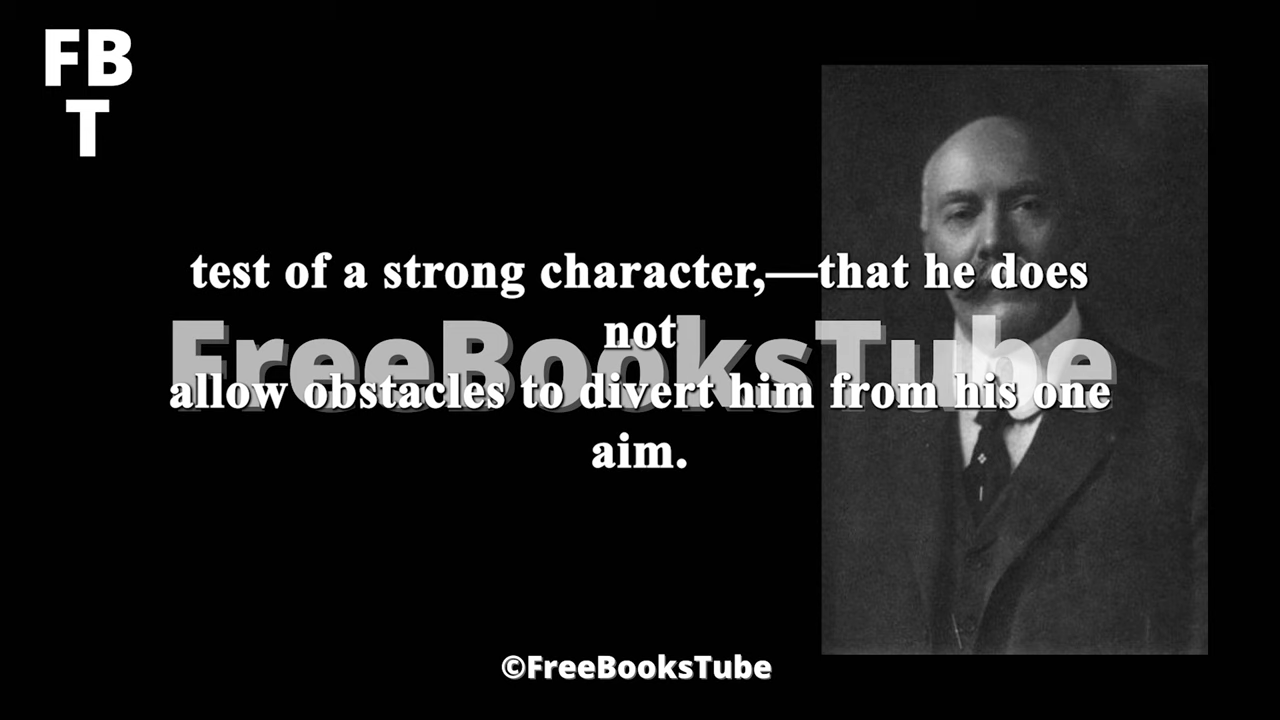 FB
T
test of a strong character,—that he does
not
FreeBooksTube
allow obstacles to divert him from his one
aim.
©FreeBooksTube